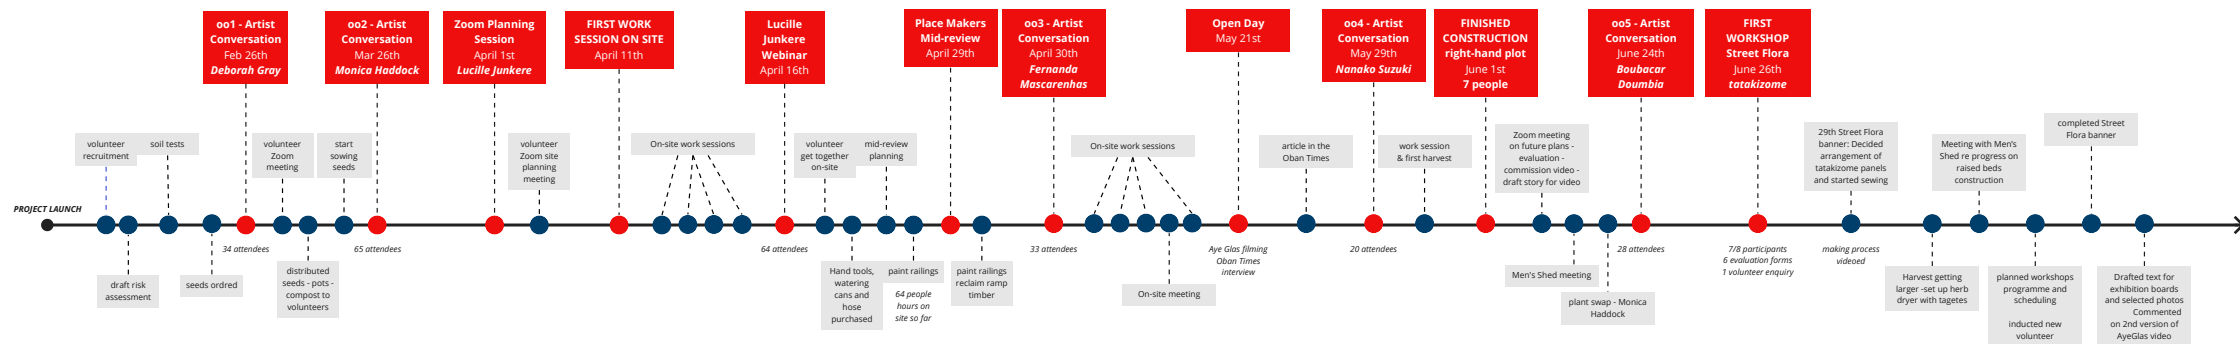 oo1 - Artist
Conversation
Feb 26th
Deborah Gray
oo2 - Artist
Conversation
Mar 26th
Monica Haddock
Zoom Planning
Session
April 1st
Lucille Junkere
FIRST WORK
SESSION ON SITE
April 11th
Lucille
Junkere
Webinar
April 16th
Place Makers
Mid-review
April 29th
oo3 - Artist
Conversation
April 30th
Fernanda
Mascarenhas
Open Day
May 21st
oo4 - Artist
Conversation
May 29th
Nanako Suzuki
FINISHED
CONSTRUCTION
right-hand plot
June 1st
7 people
oo5 - Artist
Conversation
June 24th
Boubacar
Doumbia
FIRST
WORKSHOP
Street Flora
June 26th
tatakizome
volunteer
recruitment
soil tests
volunteer
Zoom
meeting
start
sowing
seeds
volunteer
Zoom site
planning
meeting
On-site work sessions
volunteer
get together
on-site
mid-review
planning
On-site work sessions
article in the
Oban Times
work session
& first harvest
Zoom meeting
on future plans -
evaluation -
commission video -
draft story for video
29th Street Flora
banner: Decided
arrangement of
tatakizome panels
and started sewing
Meeting with Men's
Shed re progress on
raised beds
construction
completed Street
Flora banner
PROJECT LAUNCH
34 attendees
65 attendees
64 attendees
33 attendees
Aye Glas filming
Oban Times
interview
20 attendees
28 attendees
7/8 participants
6 evaluation forms
1 volunteer enquiry
making process
videoed
draft risk
assessment
seeds ordred
distributed
seeds - pots -
compost to
volunteers
Hand tools,
watering
cans and
hose
purchased
paint railings
64 people
hours on
site so far
paint railings
reclaim ramp
timber
On-site meeting
Men's Shed meeting
plant swap - Monica
Haddock
Harvest getting
larger -set up herb
dryer with tagetes
planned workshops
programme and
scheduling
inducted new
volunteer
Drafted text for
exhibition boards
and selected photos
Commented
on 2nd version of
AyeGlas video